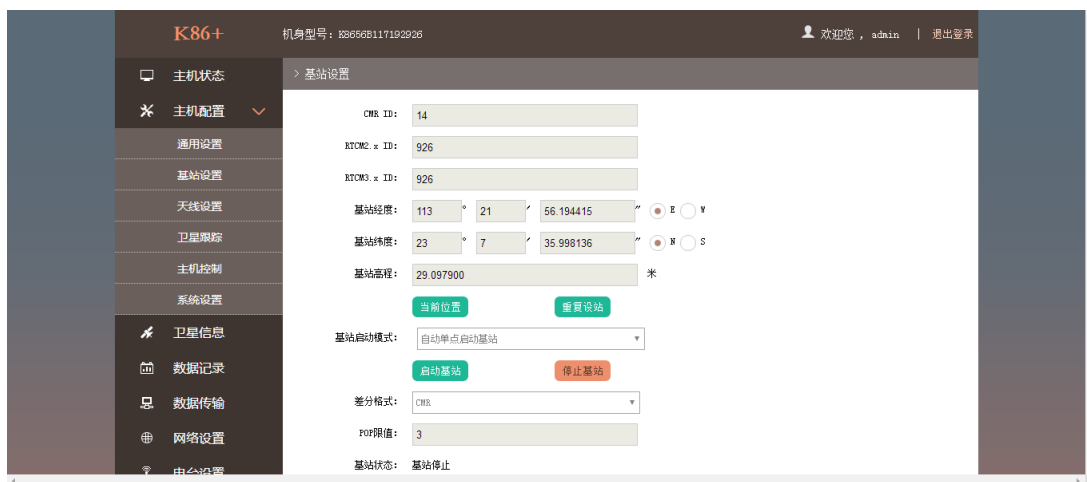 K86+ 机身型号：K8656B117192926 欢迎您 ，admin | 退出登录
主机状态
主机配置
通用设置
基站设置
天线设置
卫星跟踪
主机控制
系统设置
卫星信息
数据记录
数据传输
网络设置
电台设置
> 基站设置
CMR ID: 14
RTCM2.x ID: 926
RTCM3.x ID: 926
基站经度: 113 ° 21 ′ 56.194415 ″ E W
基站纬度: 23 ° 7 ′ 35.998136 ″ N S
基站高程: 29.097900 米
当前位置 重复设站
基站启动模式: 自动单点启动基站
启动基站 停止基站
差分格式: CMR
POP限值: 3
基站状态: 基站停止